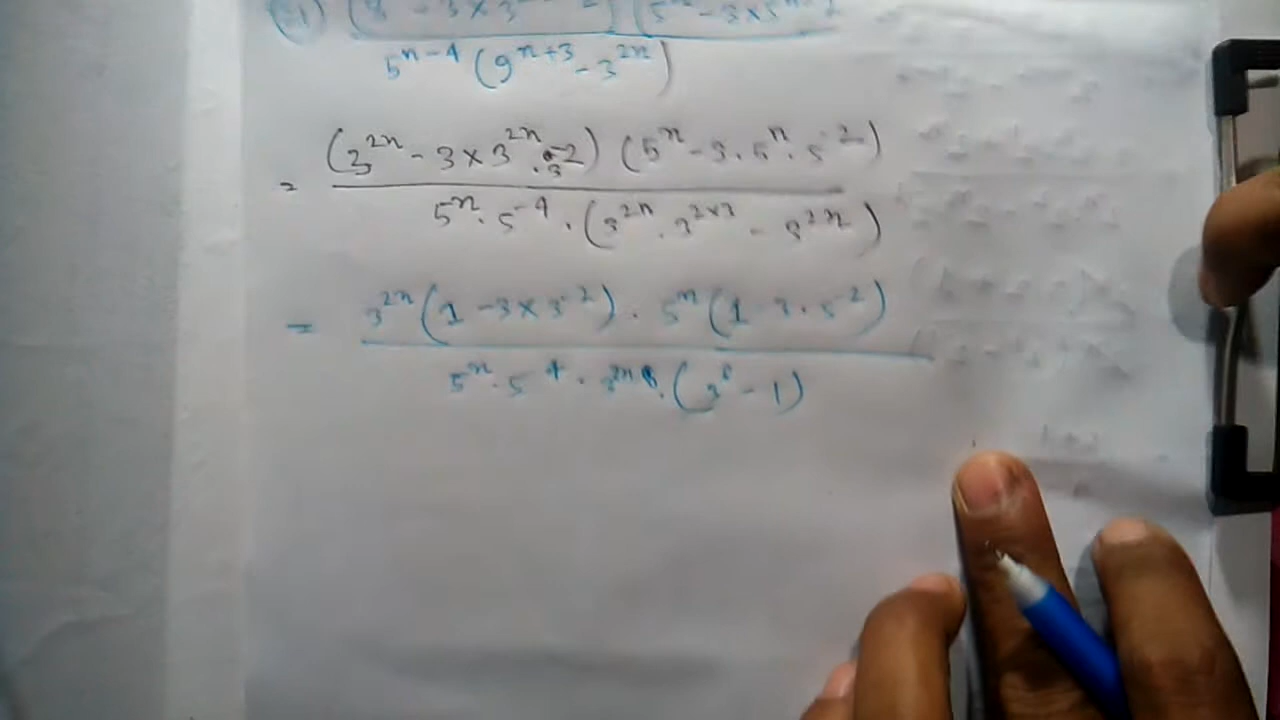 5^{n-4} (9^{n+3} - 3^{2n})
= \frac{(3^{2n} - 3 × 3^{2n} . 3^{-2}) (5^n - 3 . 5^n . 5^{-2})}{5^n . 5^{-4} . (3^{2n} . 3^{2×3} - 3^{2n})}
= \frac{3^{2n} (1 - 3 × 3^{-2}) . 5^n (1 - 3 . 5^{-2})}{5^n . 5^{-4} . 3^{2n} . (3^6 - 1)}